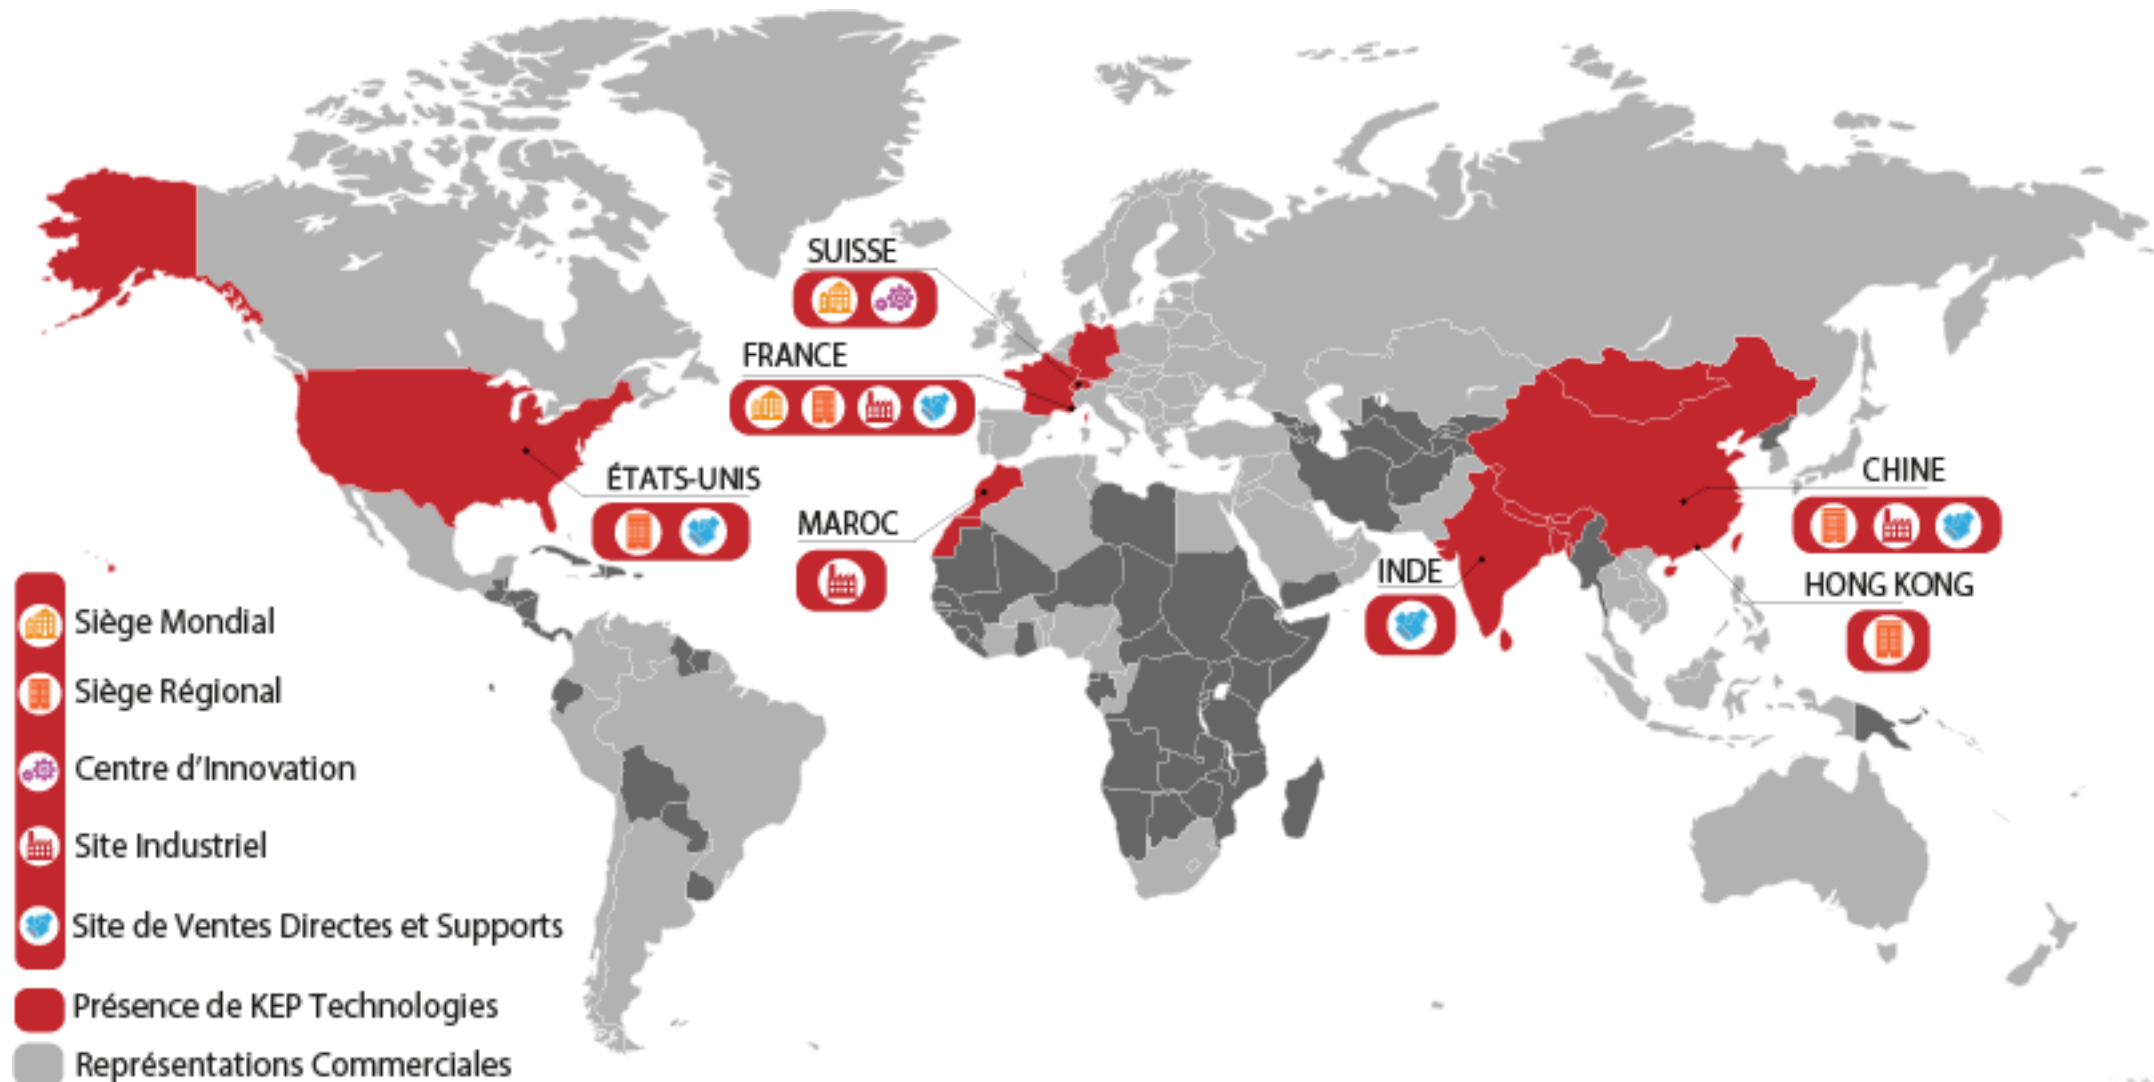 SUISSE
FRANCE
ÉTATS-UNIS
MAROC
INDE
CHINE
HONG KONG
Siège Mondial
Siège Régional
Centre d'Innovation
Site Industriel
Site de Ventes Directes et Supports
Présence de KEP Technologies
Représentations Commerciales